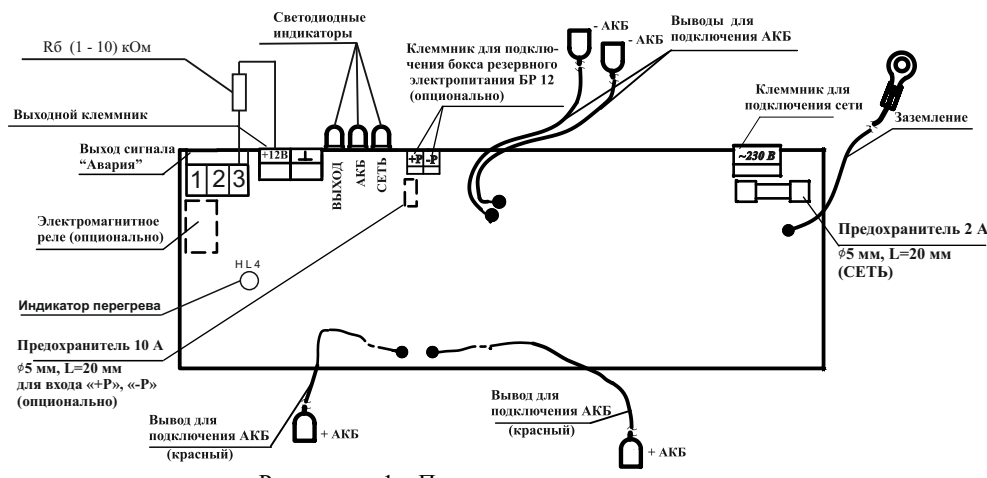 Светодиодные
индикаторы
- АКБ
- АКБ
Выводы для
подключения АКБ
Rб (1 - 10) кОм
Клеммник для подклю-
чения бокса резервного
электропитания БР 12
(опционально)
Клеммник для
подключения сети
Заземление
Выходной клеммник
Выход сигнала
“Авария”
+12В
⊥
1 2 3
ВЫХОД
АКБ
СЕТЬ
+Р -Р
~230 В
Электромагнитное
реле (опционально)
Предохранитель 2 А
∮5 мм, L=20 мм
(СЕТЬ)
HL4
Индикатор перегрева
Предохранитель 10 А
∮5 мм, L=20 мм
для входа «+Р», «-Р»
(опционально)
Вывод для
подключения АКБ
(красный)
+ АКБ
Вывод для
подключения АКБ
(красный)
+ АКБ